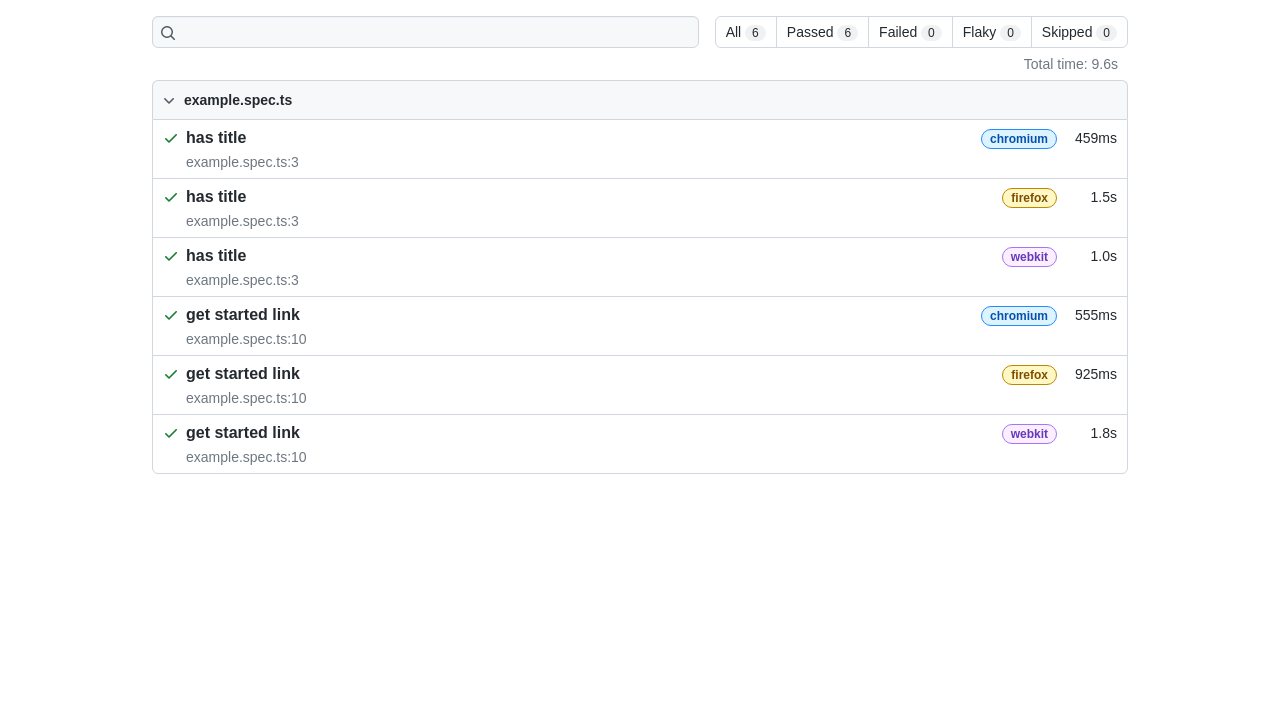 All 6 Passed 6 Failed 0 Flaky 0 Skipped 0
Total time: 9.6s
example.spec.ts
has title chromium 459ms
example.spec.ts:3
has title firefox 1.5s
example.spec.ts:3
has title webkit 1.0s
example.spec.ts:3
get started link chromium 555ms
example.spec.ts:10
get started link firefox 925ms
example.spec.ts:10
get started link webkit 1.8s
example.spec.ts:10